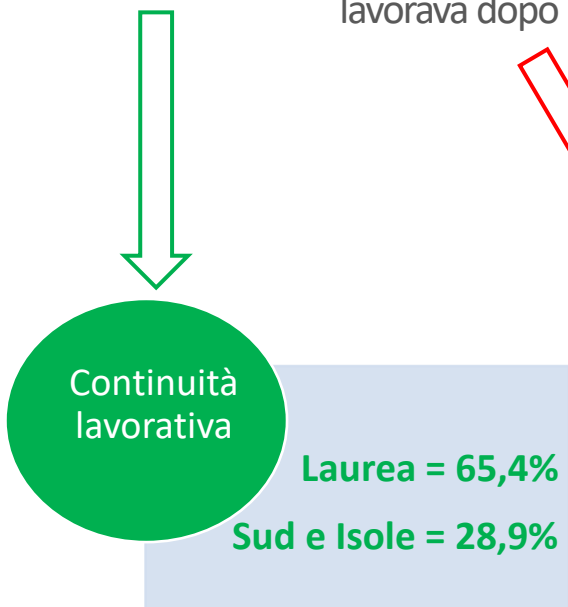 lavorava dopo
Continuità
lavorativa
Laurea = 65,4%
Sud e Isole = 28,9%